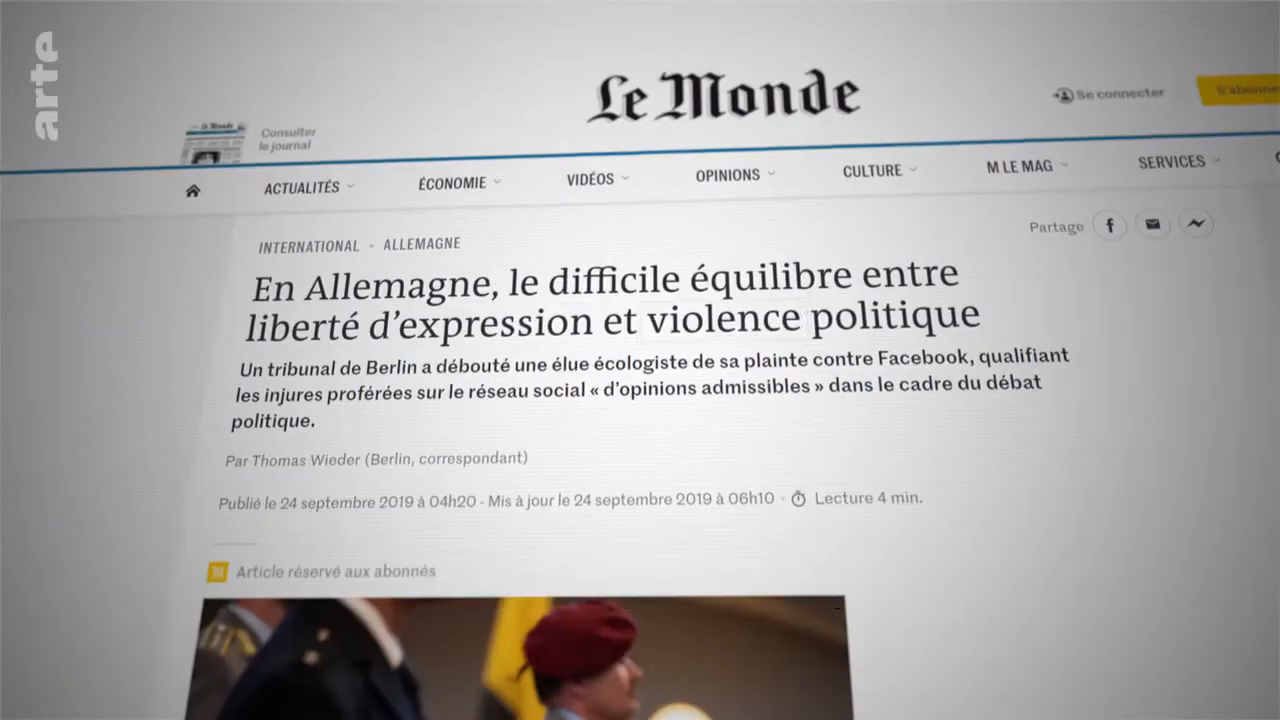 arte
Le Monde
Se connecter
S'abonner
Consulter
le journal
ACTUALITÉS
ÉCONOMIE
VIDÉOS
OPINIONS
CULTURE
M LE MAG
SERVICES
Partage
INTERNATIONAL - ALLEMAGNE
En Allemagne, le difficile équilibre entre
liberté d'expression et violence politique
Un tribunal de Berlin a débouté une élue écologiste de sa plainte contre Facebook, qualifiant
les injures proférées sur le réseau social « d'opinions admissibles » dans le cadre du débat
politique.
Par Thomas Wieder (Berlin, correspondant)
Publié le 24 septembre 2019 à 04h20 - Mis à jour le 24 septembre 2019 à 06h10 - Lecture 4 min.
Article réservé aux abonnés